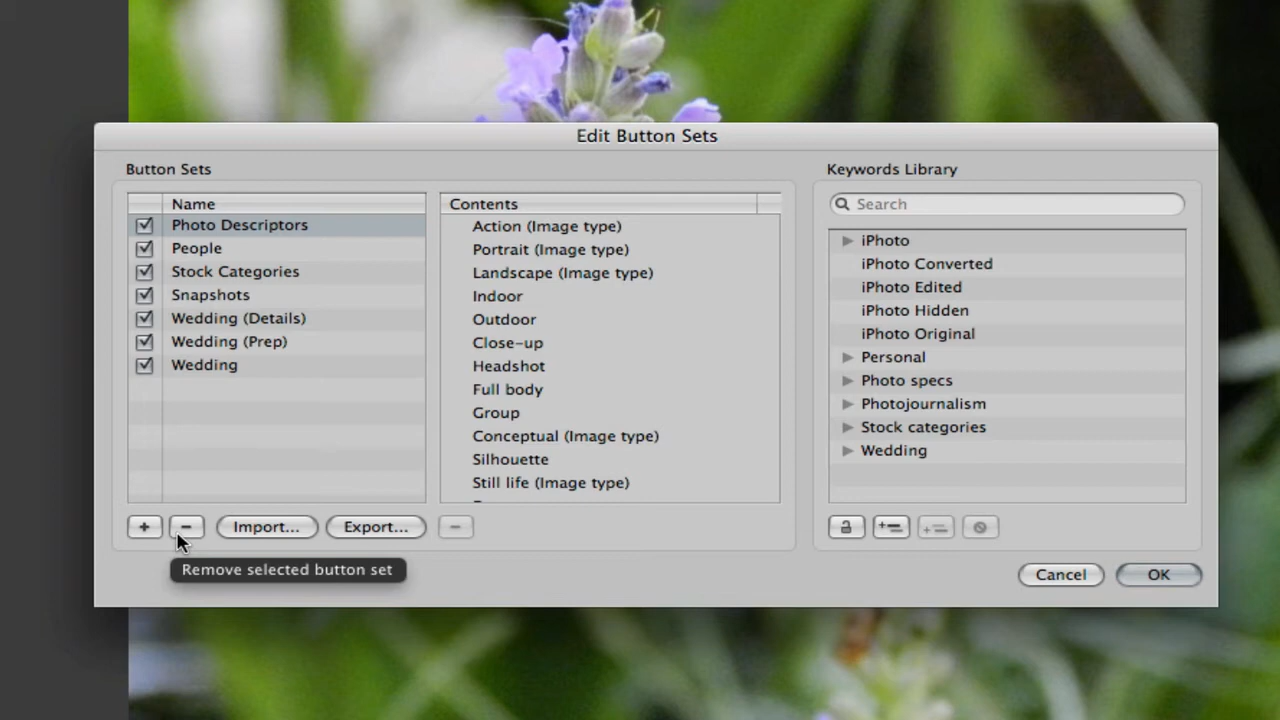 Edit Button Sets
Button Sets
Name
Photo Descriptors
People
Stock Categories
Snapshots
Wedding (Details)
Wedding (Prep)
Wedding
+
−
Import...
Export...
Remove selected button set
Contents
Action (Image type)
Portrait (Image type)
Landscape (Image type)
Indoor
Outdoor
Close-up
Headshot
Full body
Group
Conceptual (Image type)
Silhouette
Still life (Image type)
−
Keywords Library
Search
iPhoto
iPhoto Converted
iPhoto Edited
iPhoto Hidden
iPhoto Original
Personal
Photo specs
Photojournalism
Stock categories
Wedding
Cancel
OK